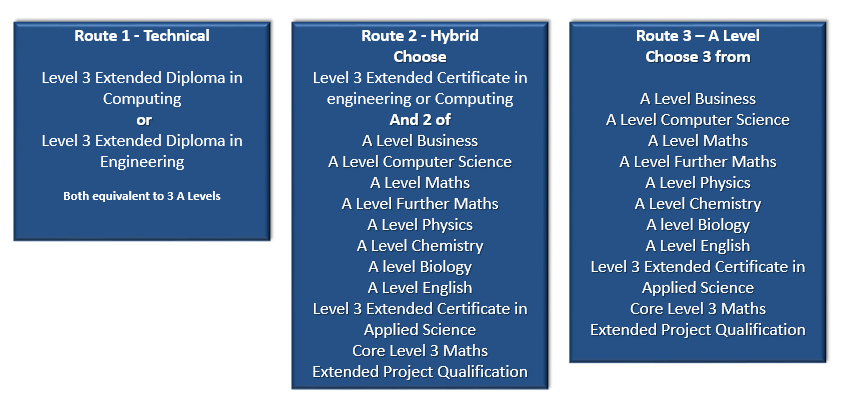 Route 1 - Technical
Level 3 Extended Diploma in
Computing
or
Level 3 Extended Diploma in
Engineering
Both equivalent to 3 A Levels
Route 2 - Hybrid
Choose
Level 3 Extended Certificate in
engineering or Computing
And 2 of
A Level Business
A Level Computer Science
A Level Maths
A Level Further Maths
A Level Physics
A Level Chemistry
A level Biology
A Level English
Level 3 Extended Certificate in
Applied Science
Core Level 3 Maths
Extended Project Qualification
Route 3 – A Level
Choose 3 from
A Level Business
A Level Computer Science
A Level Maths
A Level Further Maths
A Level Physics
A Level Chemistry
A level Biology
A Level English
Level 3 Extended Certificate in
Applied Science
Core Level 3 Maths
Extended Project Qualification